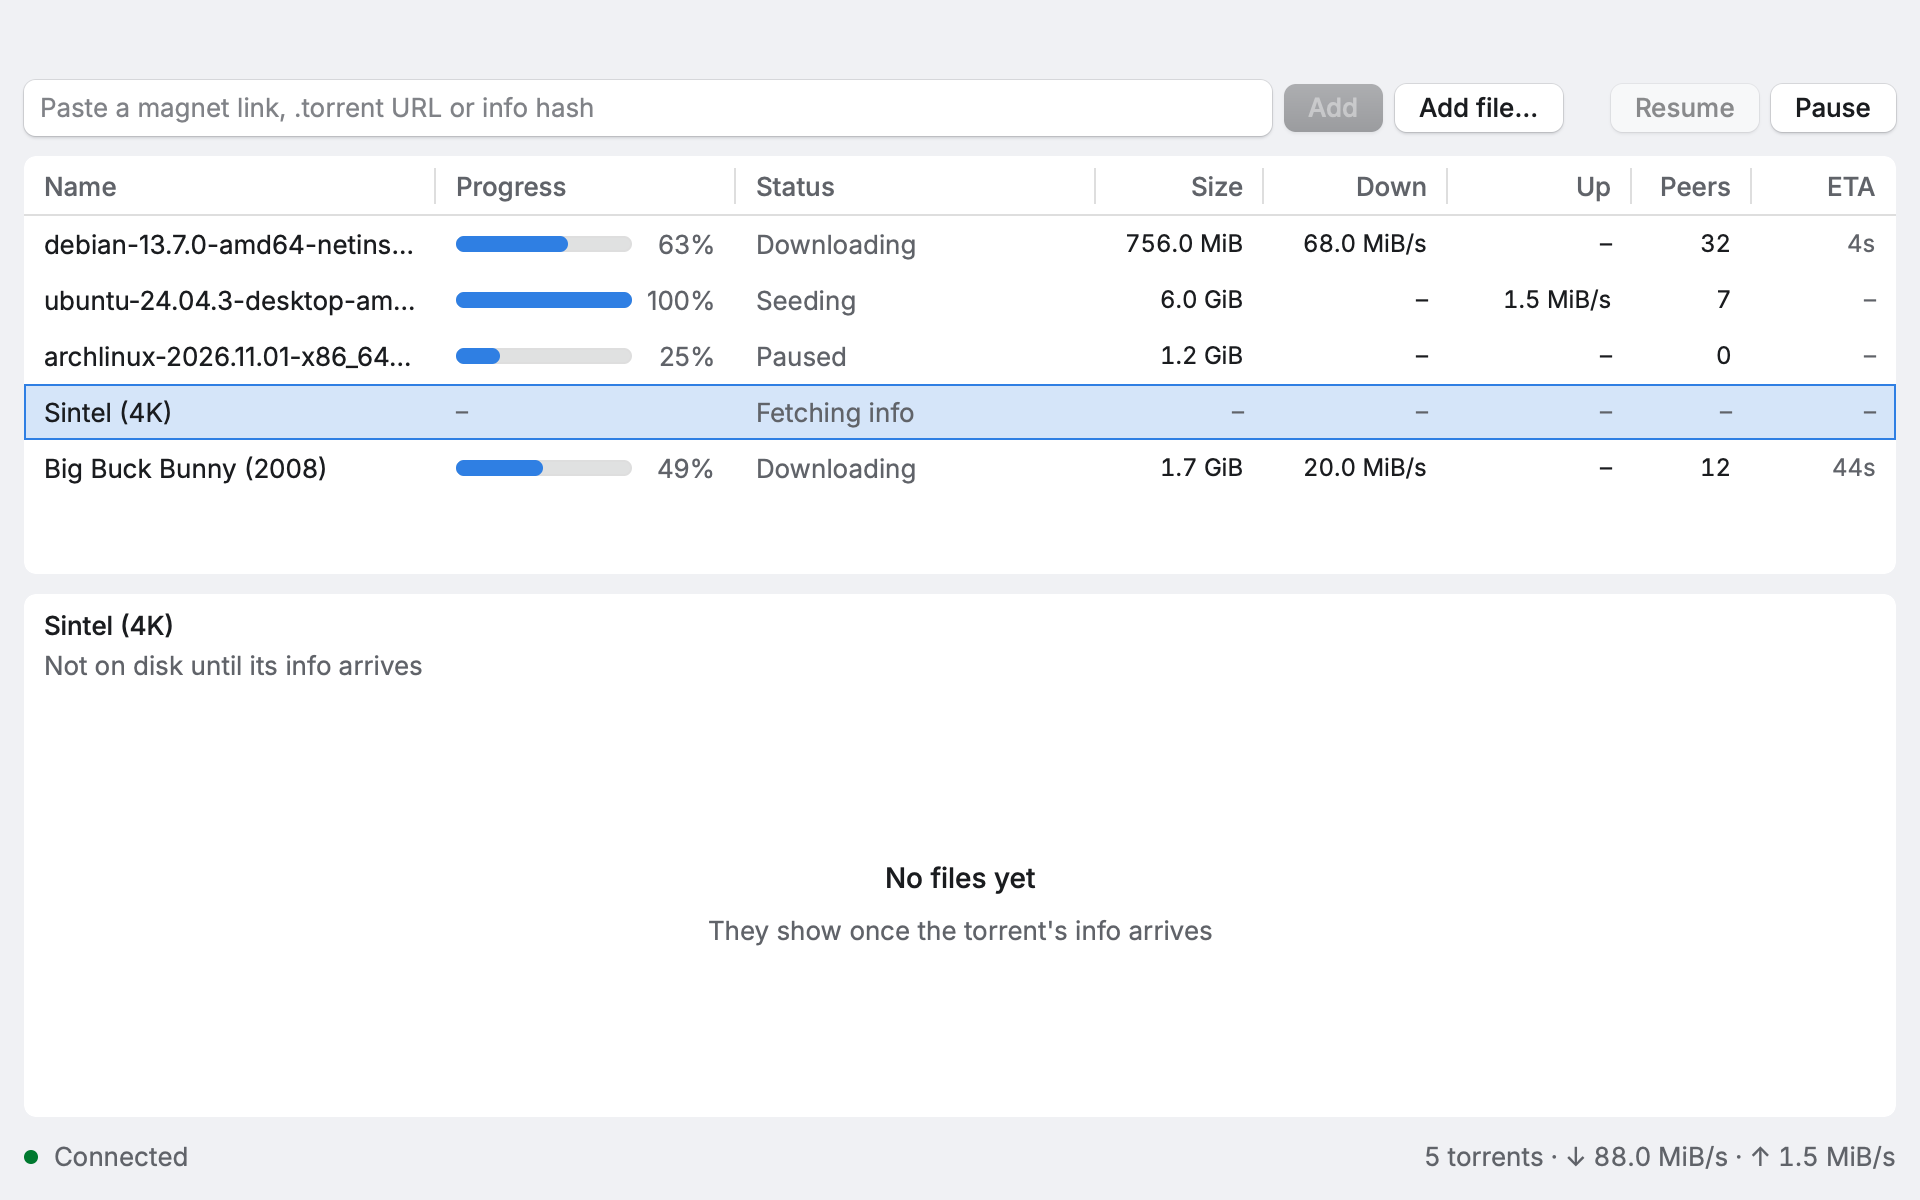 Paste a magnet link, .torrent URL or info hash Add Add file... Resume Pause
Name Progress Status Size Down Up Peers ETA
debian-13.7.0-amd64-netins... 63% Downloading 756.0 MiB 68.0 MiB/s – 32 4s
ubuntu-24.04.3-desktop-am... 100% Seeding 6.0 GiB – 1.5 MiB/s 7 –
archlinux-2026.11.01-x86_64... 25% Paused 1.2 GiB – – 0 –
Sintel (4K) – Fetching info – – – – –
Big Buck Bunny (2008) 49% Downloading 1.7 GiB 20.0 MiB/s – 12 44s
Sintel (4K)
Not on disk until its info arrives
No files yet
They show once the torrent's info arrives
Connected 5 torrents · ↓ 88.0 MiB/s · ↑ 1.5 MiB/s